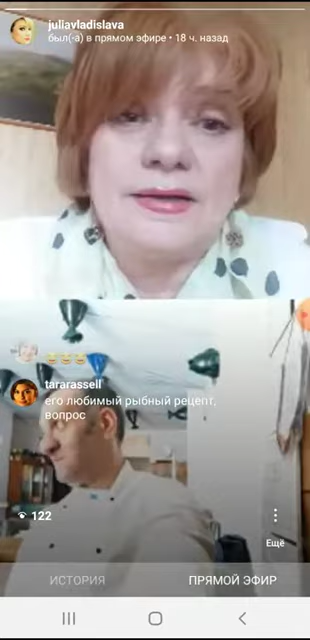 juliavladislava
был(-а) в прямом эфире • 18 ч. назад
tararassell
его любимый рыбный рецепт,
вопрос
122
Ещё
ИСТОРИЯ
ПРЯМОЙ ЭФИР